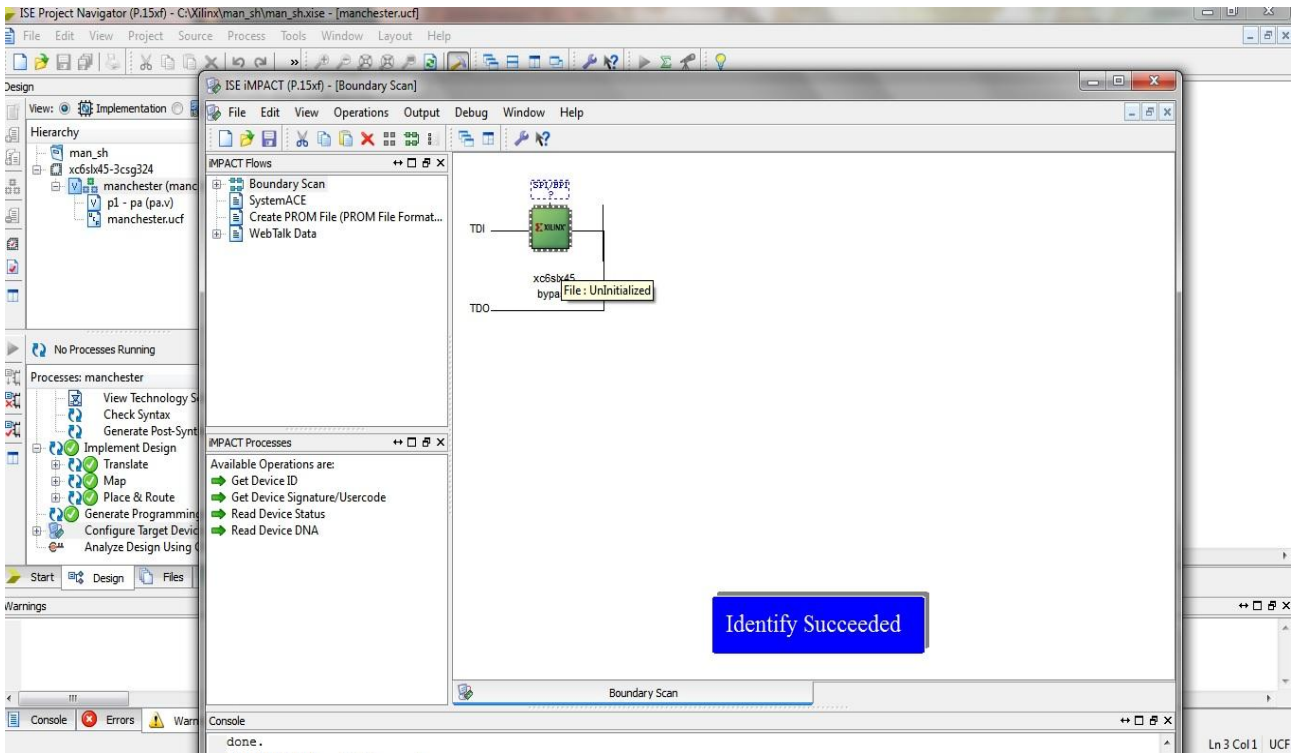 ISE Project Navigator (P.15xf) - C:\Xilinx\man_sh\man_sh.xise - [manchester.ucf]
File Edit View Project Source Process Tools Window Layout Help
Design
View: Implementation
Hierarchy
man_sh
xc6slx45-3csg324
manchester (manc
p1 - pa (pa.v)
manchester.ucf
No Processes Running
Processes: manchester
View Technology S
Check Syntax
Generate Post-Synt
Implement Design
Translate
Map
Place & Route
Generate Programming
Configure Target Devic
Analyze Design Using
Start Design Files
Warnings
Console Errors Warn
ISE iMPACT (P.15xf) - [Boundary Scan]
File Edit View Operations Output Debug Window Help
iMPACT Flows
Boundary Scan
SystemACE
Create PROM File (PROM File Format...
WebTalk Data
iMPACT Processes
Available Operations are:
Get Device ID
Get Device Signature/Usercode
Read Device Status
Read Device DNA
SPI/BPI
?
TDI
XILINX
xc6slx45
bypa
File : UnInitialized
TDO
Identify Succeeded
Boundary Scan
Console
done.
Ln 3 Col 1 UCF